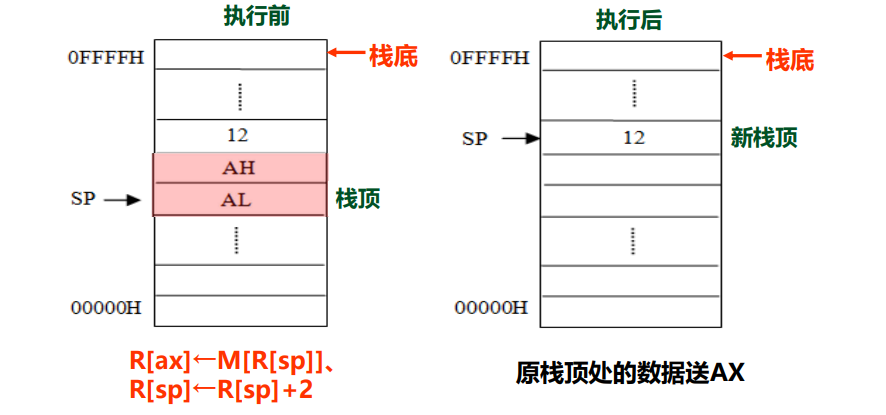 执行前
0FFFFH
栈底
12
AH
SP
AL
栈顶
00000H
R[ax]←M[R[sp]]、
R[sp]←R[sp]+2
执行后
0FFFFH
栈底
SP
12
新栈顶
00000H
原栈顶处的数据送AX